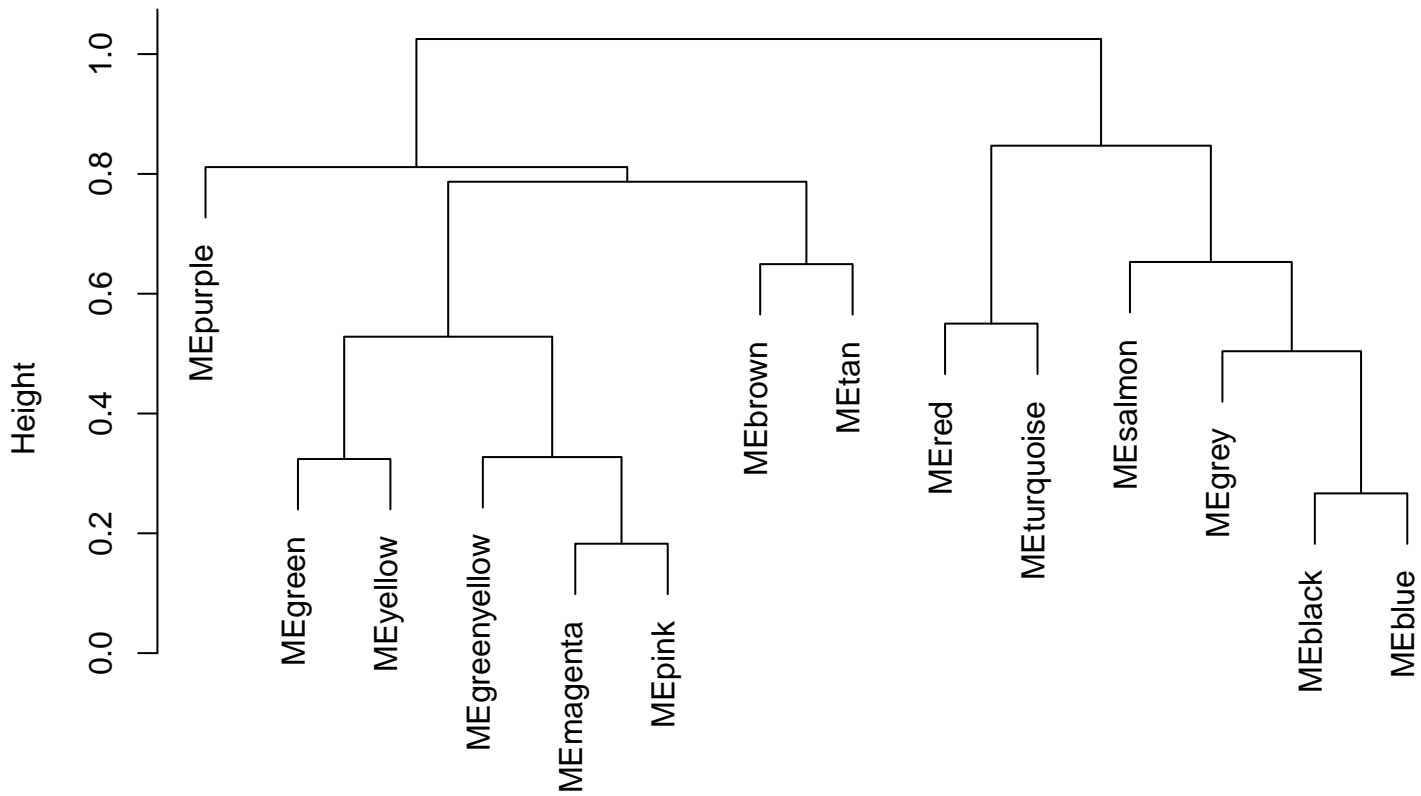 Height
1.0
0.8
0.6
0.4
0.2
0.0
MEpurple
MEgreen
MEyellow
MEgreenyellow
MEmagenta
MEpink
MEbrown
MEtan
MEred
MEturquoise
MEsalmon
MEgrey
MEblack
MEblue